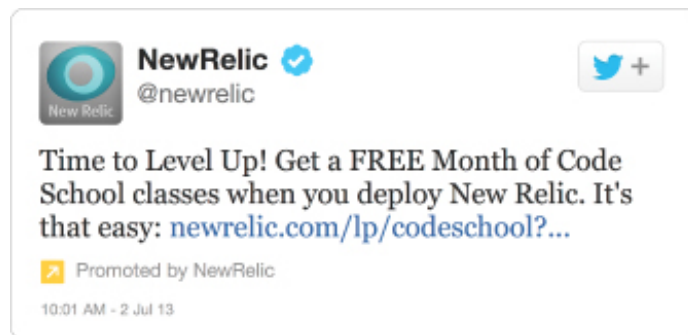 NewRelic
@newrelic
New Relic
+
Time to Level Up! Get a FREE Month of Code
School classes when you deploy New Relic. It's
that easy: newrelic.com/lp/codeschool?...
Promoted by NewRelic
10:01 AM - 2 Jul 13